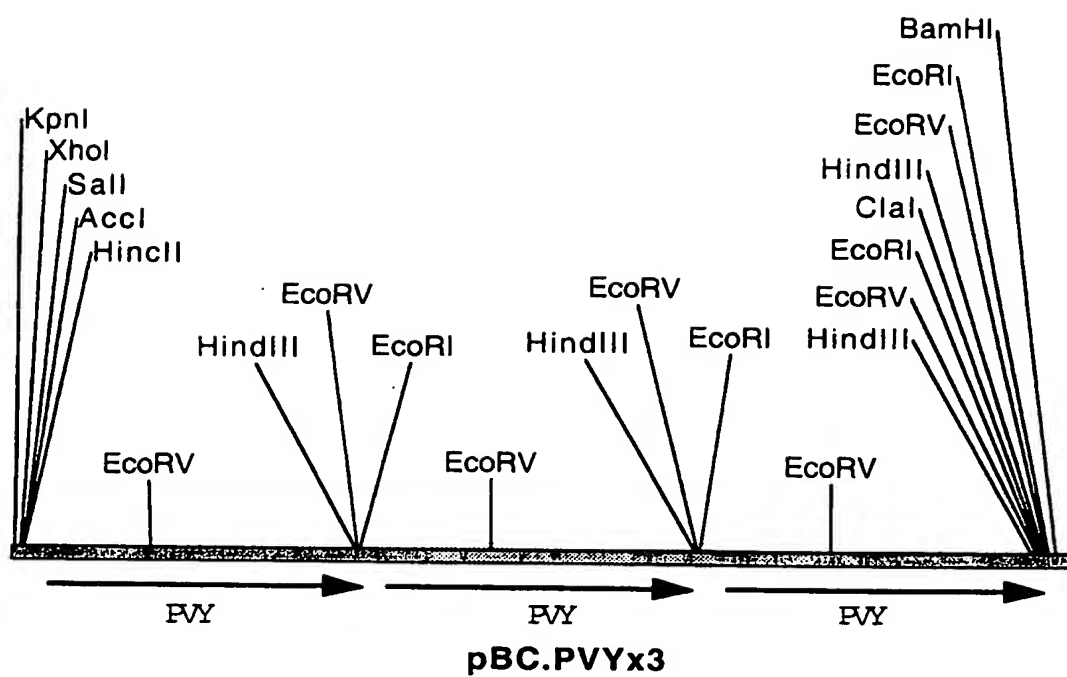 BamHI
EcoRI
KpnI
EcoRV
XhoI
HindIII
SalI
ClaI
AccI
EcoRI
HincII
EcoRV
EcoRV
EcoRV
HindIII
EcoRI
HindIII
EcoRI
HindIII
EcoRV
EcoRV
EcoRV
PVY
PVY
PVY
pBC.PVYx3